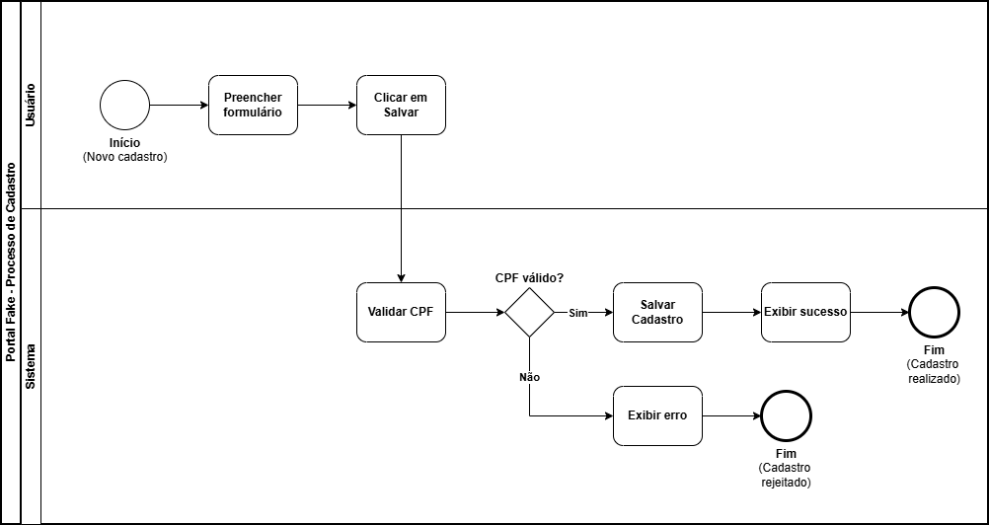 Portal Fake - Processo de Cadastro
Usuário
Início
(Novo cadastro)
Preencher
formulário
Clicar em
Salvar
Sistema
Validar CPF
CPF válido?
Sim
Salvar
Cadastro
Exibir sucesso
Fim
(Cadastro
realizado)
Não
Exibir erro
Fim
(Cadastro
rejeitado)